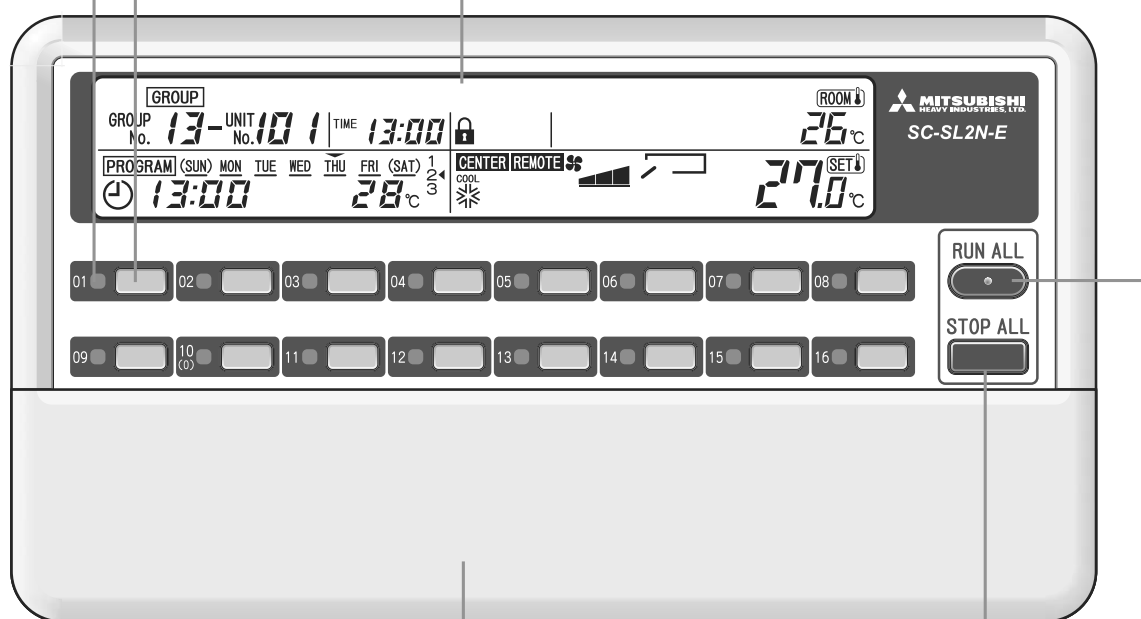 GROUP
ROOM
MITSUBISHI
HEAVY INDUSTRIES, LTD.
GROUP No. 13-UNIT No. 101 TIME 13:00 26℃
SC-SL2N-E
PROGRAM (SUN) MON TUE WED THU FRI (SAT) 1 2 3 CENTER REMOTE SET
COOL
13:00 28℃ 27.0℃
RUN ALL
01 02 03 04 05 06 07 08
STOP ALL
09 10 (0) 11 12 13 14 15 16